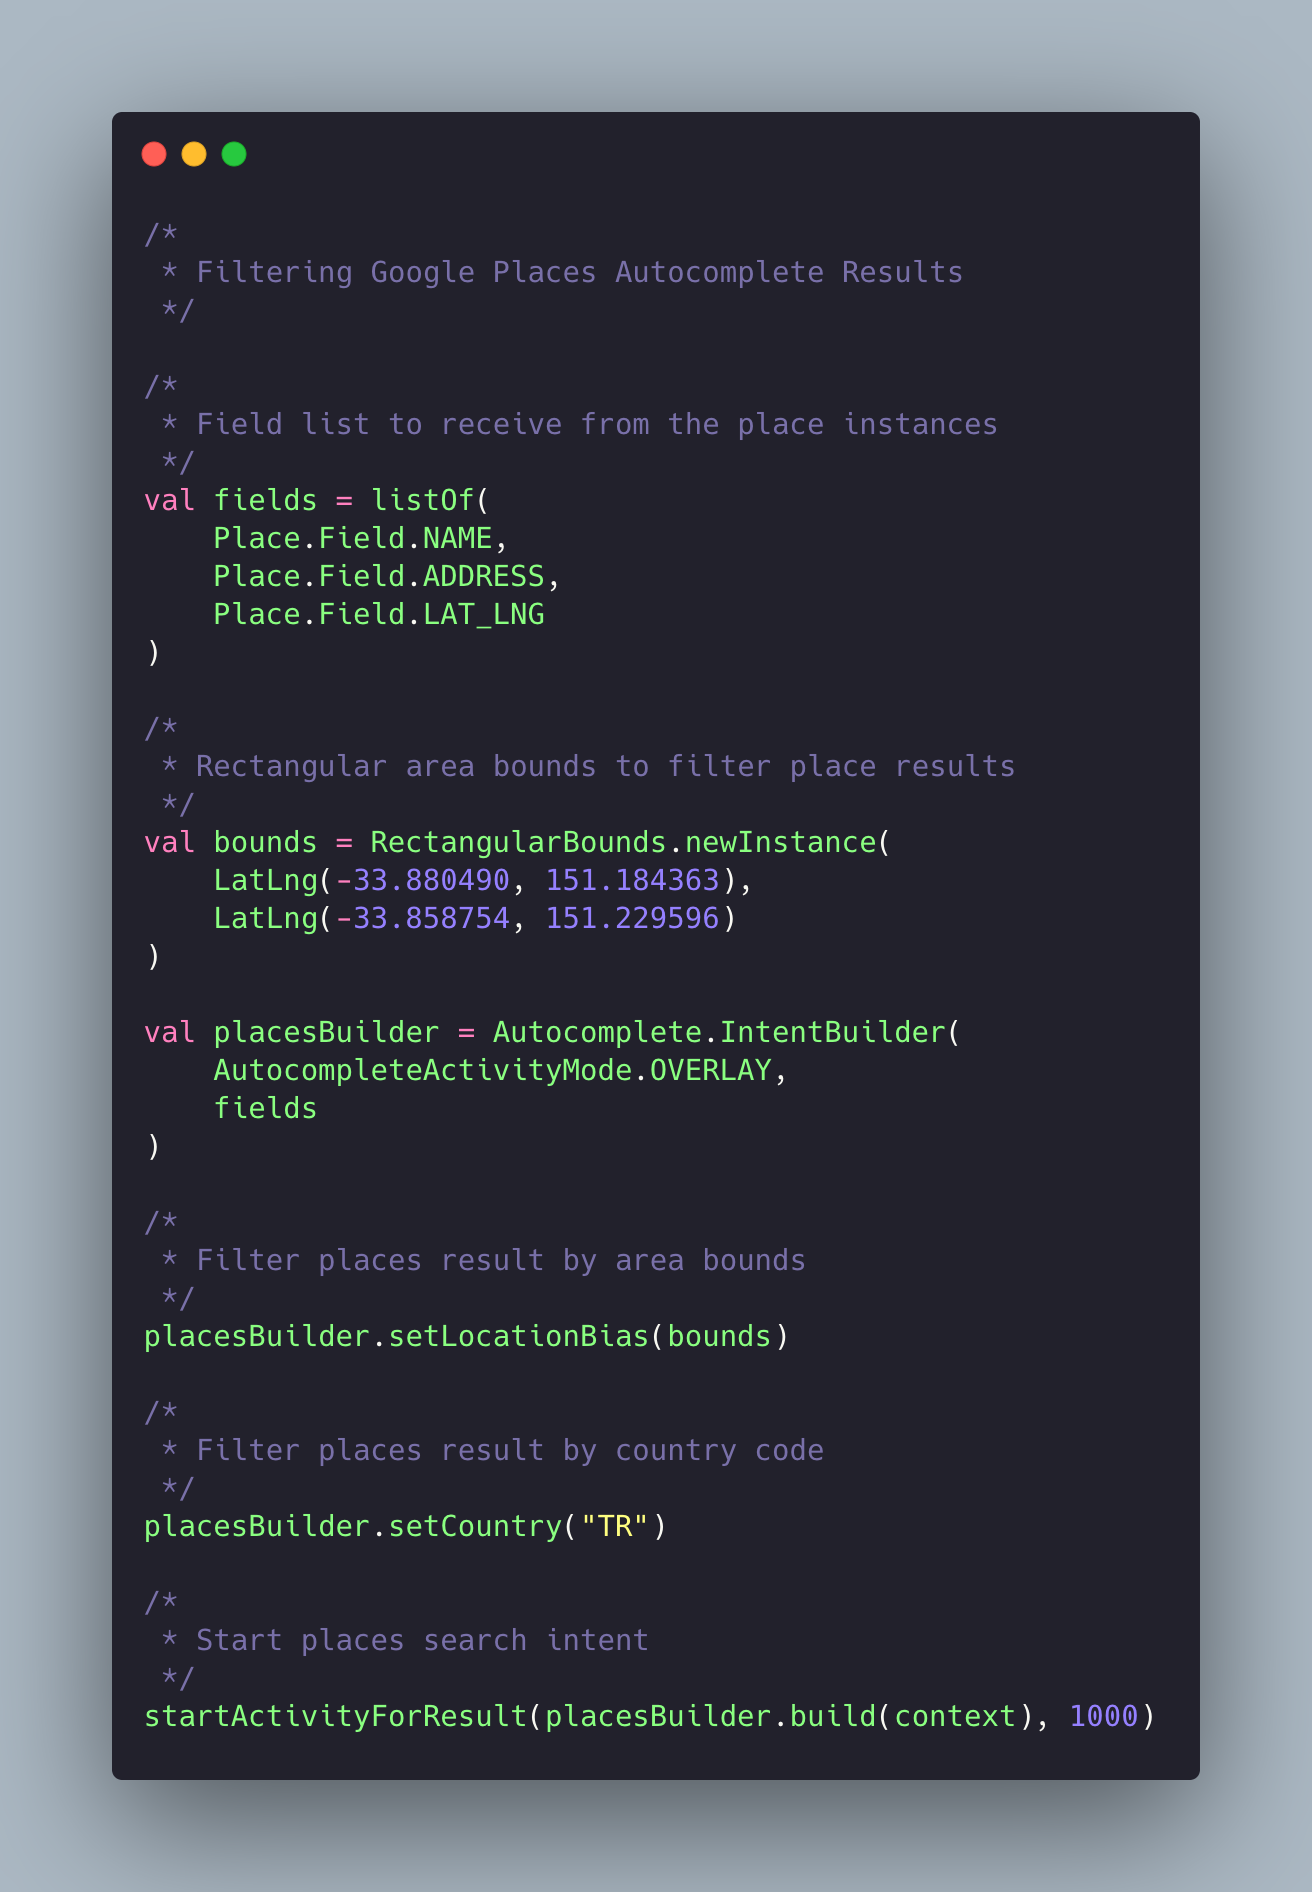 /*
 * Filtering Google Places Autocomplete Results
 */

/*
 * Field list to receive from the place instances
 */
val fields = listOf(
    Place.Field.NAME,
    Place.Field.ADDRESS,
    Place.Field.LAT_LNG
)

/*
 * Rectangular area bounds to filter place results
 */
val bounds = RectangularBounds.newInstance(
    LatLng(-33.880490, 151.184363),
    LatLng(-33.858754, 151.229596)
)

val placesBuilder = Autocomplete.IntentBuilder(
    AutocompleteActivityMode.OVERLAY,
    fields
)

/*
 * Filter places result by area bounds
 */
placesBuilder.setLocationBias(bounds)

/*
 * Filter places result by country code
 */
placesBuilder.setCountry("TR")

/*
 * Start places search intent
 */
startActivityForResult(placesBuilder.build(context), 1000)